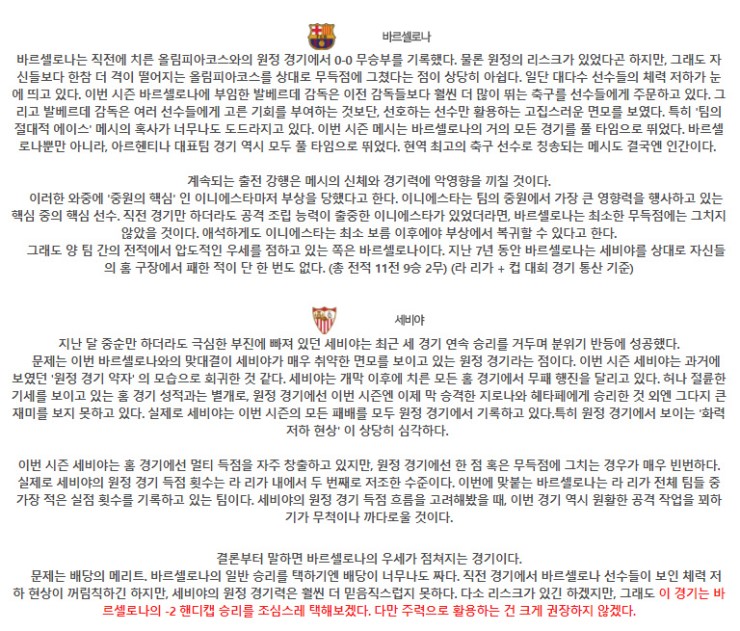 바르셀로나
바르셀로나는 직전에 치른 올림피아코스와의 원정 경기에서 0-0 무승부를 기록했다. 물론 원정의 리스크가 있었다곤 하지만, 그래도 자
신들보다 한참 더 격이 떨어지는 올림피아코스를 상대로 무득점에 그쳤다는 점이 상당히 아쉽다. 일단 대다수 선수들의 체력 저하가 눈
에 띄고 있다. 이번 시즌 바르셀로나에 부임한 발베르데 감독은 이전 감독들보다 훨씬 더 많이 뛰는 축구를 선수들에게 주문하고 있다. 그
리고 발베르데 감독은 여러 선수들에게 고른 기회를 부여하는 것보단, 선호하는 선수만 활용하는 고집스러운 면모를 보였다. 특히 '팀의
절대적 에이스' 메시의 혹사가 너무나도 도드라지고 있다. 이번 시즌 메시는 바르셀로나의 거의 모든 경기를 풀 타임으로 뛰었다. 바르셀
로나뿐만 아니라, 아르헨티나 대표팀 경기 역시 모두 풀 타임으로 뛰었다. 현역 최고의 축구 선수로 칭송되는 메시도 결국엔 인간이다.
계속되는 출전 강행은 메시의 신체와 경기력에 악영향을 끼칠 것이다.
이러한 와중에 '중원의 핵심' 인 이니에스타마저 부상을 당했다고 한다. 이니에스타는 팀의 중원에서 가장 큰 영향력을 행사하고 있는
핵심 중의 핵심 선수. 직전 경기만 하더라도 공격 조립 능력이 출중한 이니에스타가 있었더라면, 바르셀로나는 최소한 무득점에는 그치지
않았을 것이다. 애석하게도 이니에스타는 최소 보름 이후에야 부상에서 복귀할 수 있다고 한다.
그래도 양 팀 간의 전적에서 압도적인 우세를 점하고 있는 쪽은 바르셀로나이다. 지난 7년 동안 바르셀로나는 세비야를 상대로 자신들
의 홈 구장에서 패한 적이 단 한 번도 없다. (총 전적 11전 9승 2무) (라 리가 + 컵 대회 경기 통산 기준)
세비야
지난 달 중순만 하더라도 극심한 부진에 빠져 있던 세비야는 최근 세 경기 연속 승리를 거두며 분위기 반등에 성공했다.
문제는 이번 바르셀로나와의 맞대결이 세비야가 매우 취약한 면모를 보이고 있는 원정 경기라는 점이다. 이번 시즌 세비야는 과거에
보였던 '원정 경기 약자' 의 모습으로 회귀한 것 같다. 세비야는 개막 이후에 치른 모든 홈 경기에서 무패 행진을 달리고 있다. 허나 절륜한
기세를 보이고 있는 홈 경기 성적과는 별개로, 원정 경기에선 이번 시즌엔 이제 막 승격한 지로나와 헤타페에게 승리한 것 외엔 그다지 큰
재미를 보지 못하고 있다. 실제로 세비야는 이번 시즌의 모든 패배를 모두 원정 경기에서 기록하고 있다.특히 원정 경기에서 보이는 '화력
저하 현상' 이 상당히 심각하다.
이번 시즌 세비야는 홈 경기에선 멀티 득점을 자주 창출하고 있지만, 원정 경기에선 한 점 혹은 무득점에 그치는 경우가 매우 빈번하다.
실제로 세비야의 원정 경기 득점 횟수는 라 리가 내에서 두 번째로 저조한 수준이다. 이번에 맞붙는 바르셀로나는 라 리가 전체 팀들 중
가장 적은 실점 횟수를 기록하고 있는 팀이다. 세비야의 원정 경기 득점 흐름을 고려해봤을 때, 이번 경기 역시 원활한 공격 작업을 꾀하
기가 무척이나 까다로울 것이다.
결론부터 말하면 바르셀로나의 우세가 점쳐지는 경기이다.
문제는 배당의 메리트. 바르셀로나의 일반 승리를 택하기엔 배당이 너무나도 짜다. 직전 경기에서 바르셀로나 선수들이 보인 체력 저
하 현상이 꺼림칙하긴 하지만, 세비야의 원정 경기력은 훨씬 더 믿음직스럽지 못하다. 다소 리스크가 있긴 하겠지만, 그래도 이 경기는 바
르셀로나의 -2 핸디캡 승리를 조심스레 택해보겠다. 다만 주력으로 활용하는 건 크게 권장하지 않겠다.